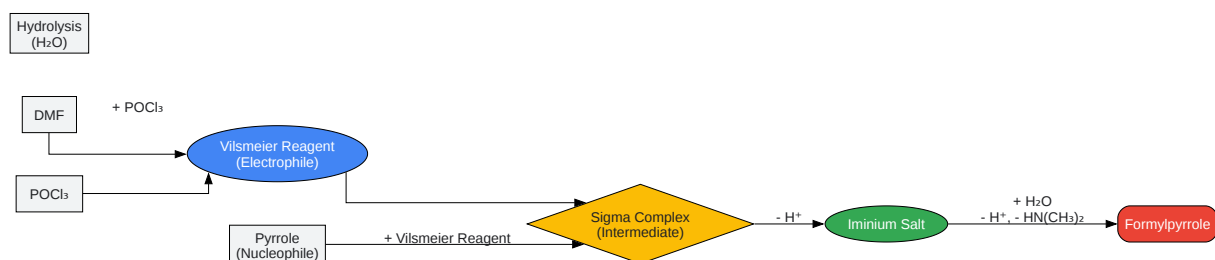 Hydrolysis
(H₂O)
DMF
+ POCl₃
Vilsmeier Reagent
(Electrophile)
POCl₃
Pyrrole
(Nucleophile)
+ Vilsmeier Reagent
Sigma Complex
(Intermediate)
- H⁺
Iminium Salt
+ H₂O
- H⁺, - HN(CH₃)₂
Formylpyrrole